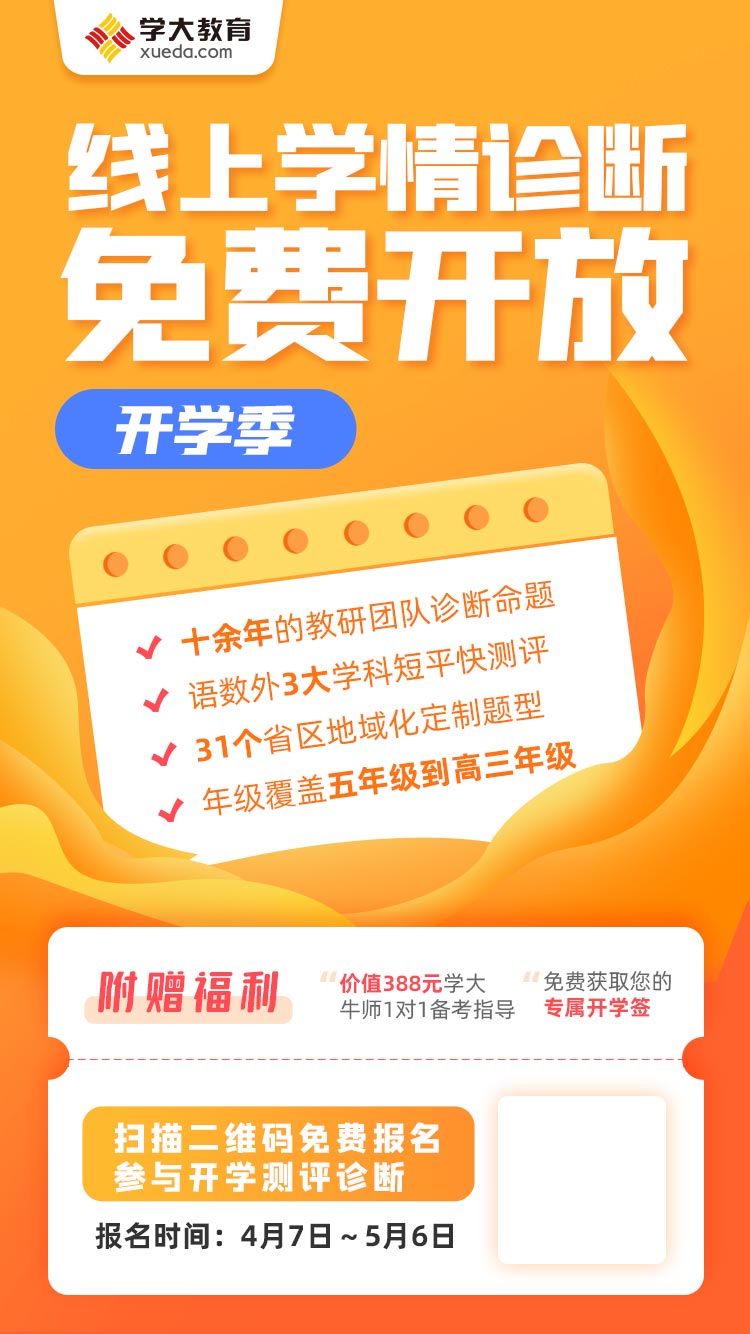 学大教育
xueda.com
线上学情诊断
免费开放
开学季
十余年的教研团队诊断命题
语数外3大学科短平快测评
31个省区地域化定制题型
年级覆盖五年级到高三年级
附赠福利
“价值388元学大
牛师1对1备考指导
“免费获取您的
专属开学签
扫描二维码免费报名
参与开学测评诊断
报名时间：4月7日~5月6日